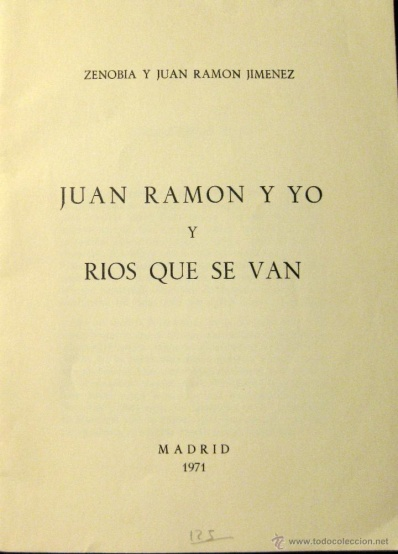 ZENOBIA Y JUAN RAMON JIMENEZ
JUAN RAMON Y YO
Y
RIOS QUE SE VAN
MADRID
1971
125
© www.todocoleccion.net